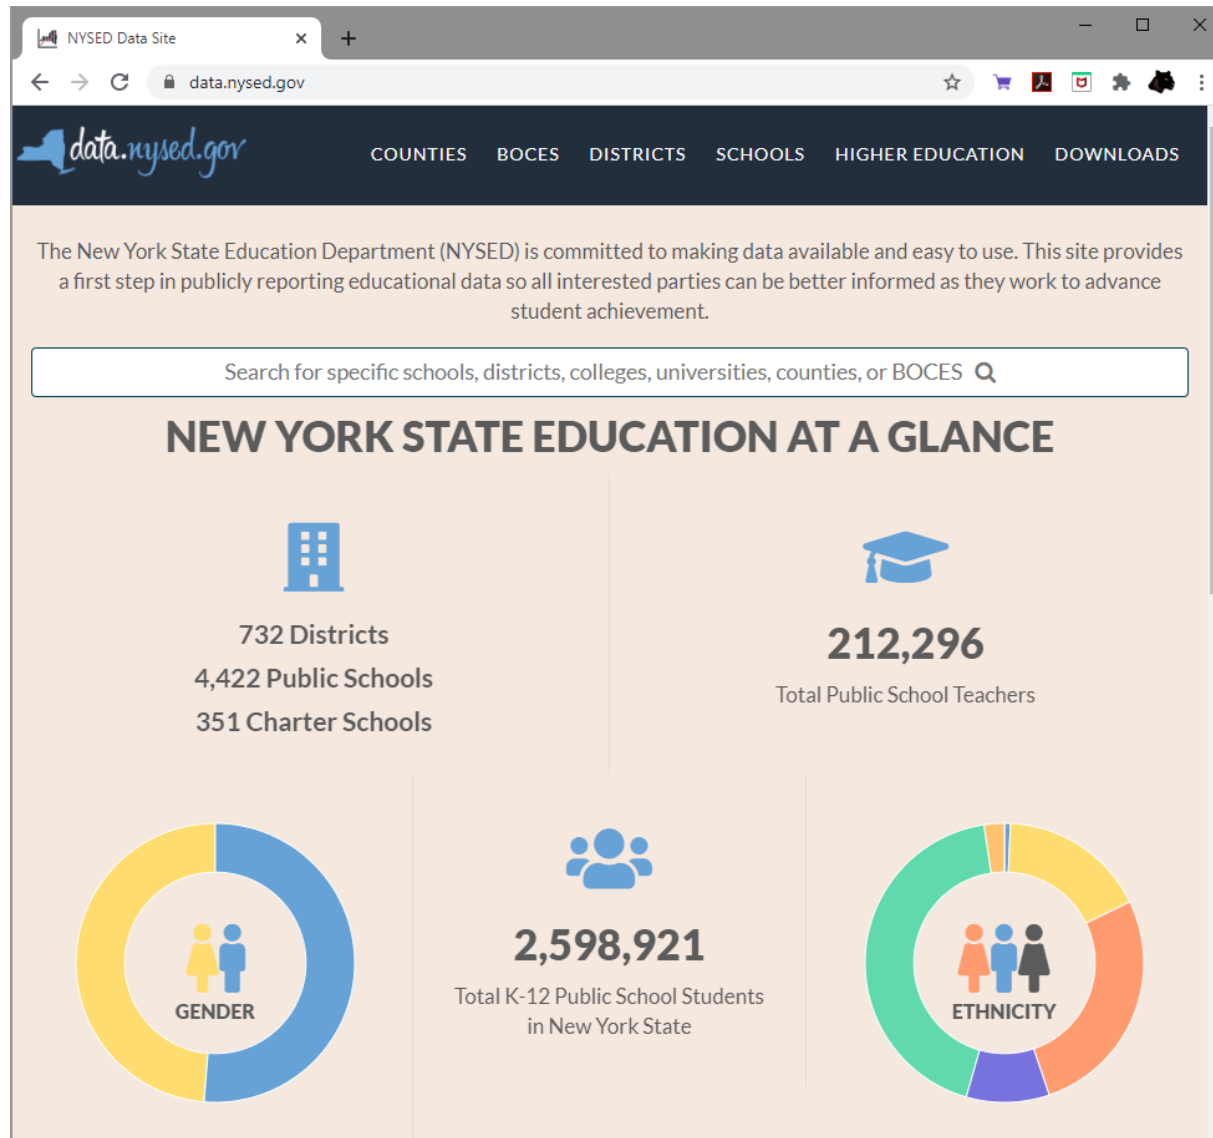 NYSED Data Site
data.nysed.gov
data.nysed.gov
COUNTIES BOCES DISTRICTS SCHOOLS HIGHER EDUCATION DOWNLOADS
The New York State Education Department (NYSED) is committed to making data available and easy to use. This site provides
a first step in publicly reporting educational data so all interested parties can be better informed as they work to advance
student achievement.
Search for specific schools, districts, colleges, universities, counties, or BOCES
NEW YORK STATE EDUCATION AT A GLANCE
732 Districts
4,422 Public Schools
351 Charter Schools
212,296
Total Public School Teachers
GENDER
2,598,921
Total K-12 Public School Students
in New York State
ETHNICITY